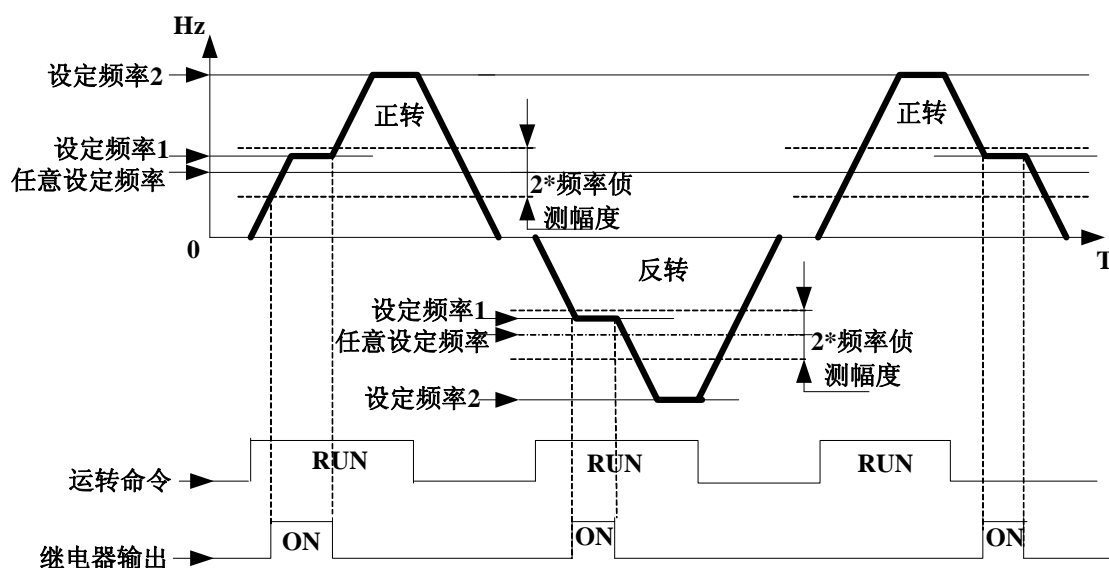 Hz
设定频率2
正转
正转
设定频率1
任意设定频率
2*频率侦
测幅度
0
T
反转
设定频率1
任意设定频率
2*频率侦
测幅度
设定频率2
运转命令
RUN
RUN
RUN
继电器输出
ON
ON
ON